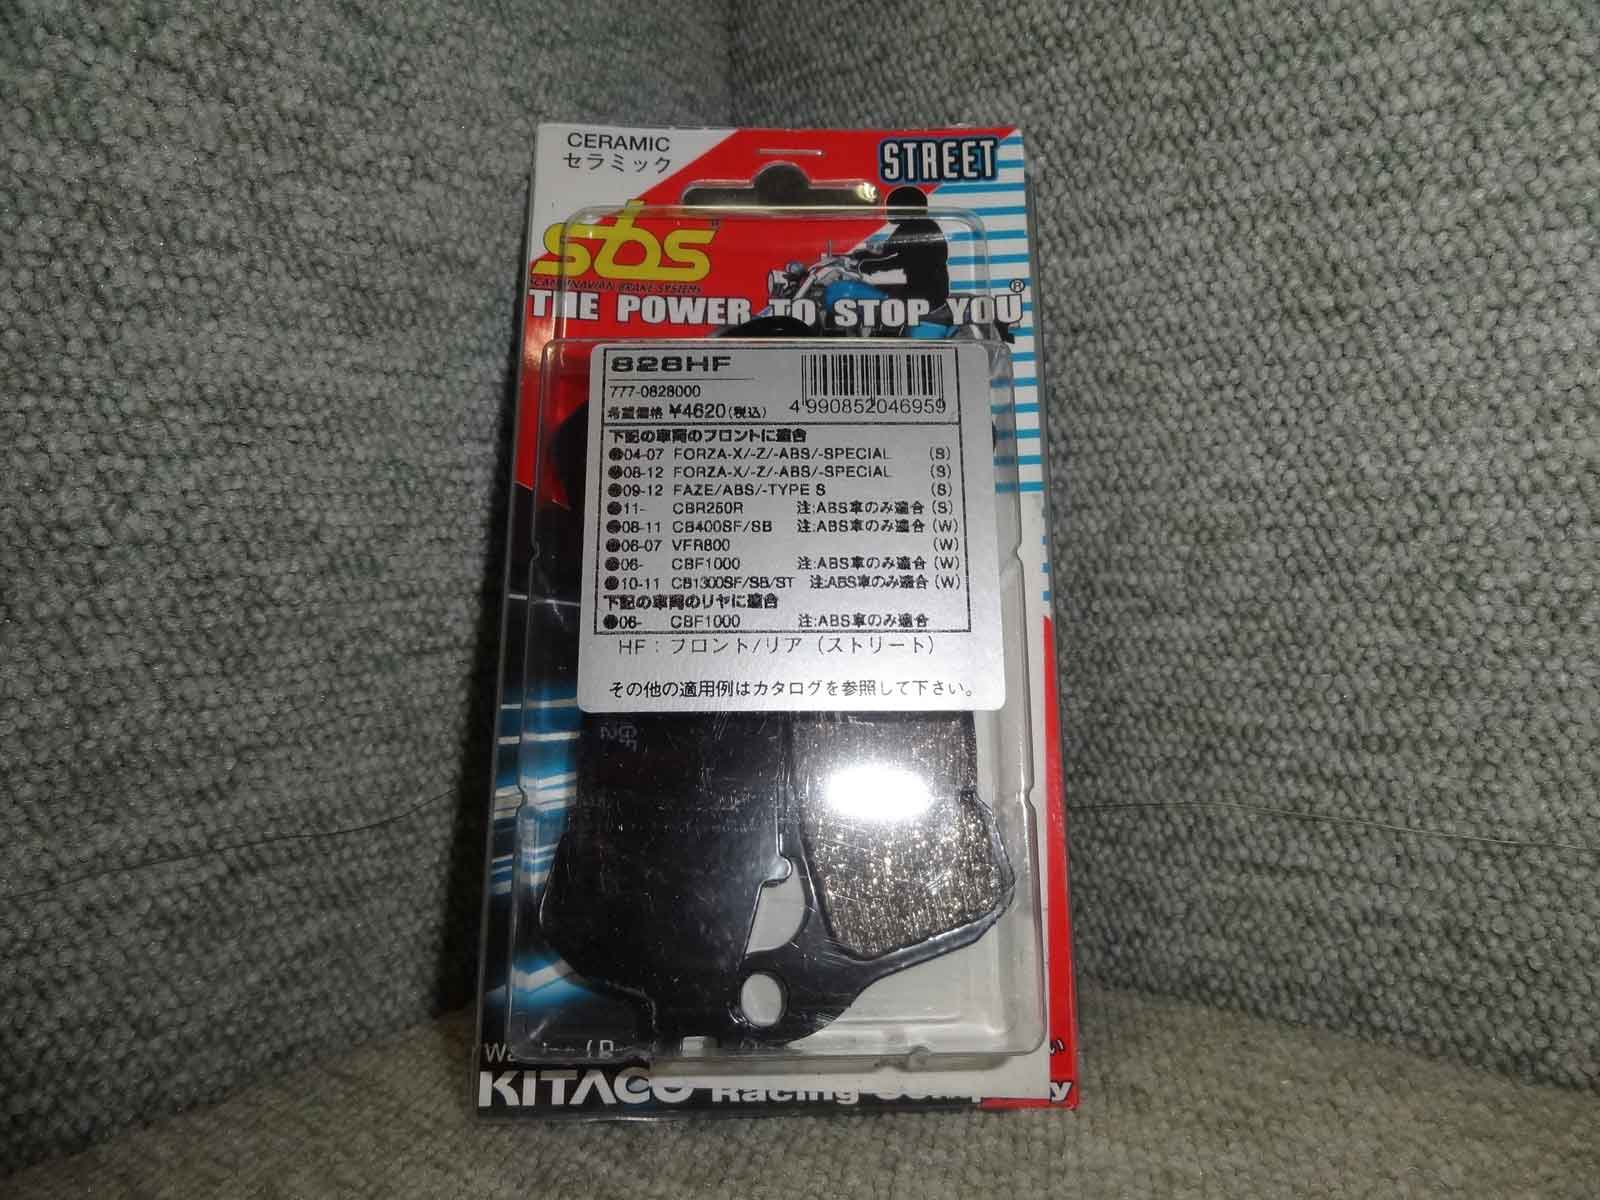 CERAMIC
セラミック
STREET
sbs
SCANDINAVIAN BRAKE SYSTEMS
THE POWER TO STOP YOU®
828HF
777-0828000
希望価格 ¥4620(税込)
4990852046959
下記の車両のフロントに適合
04-07 FORZA-X/-Z/-ABS/-SPECIAL (S)
08-12 FORZA-X/-Z/-ABS/-SPECIAL (S)
09-12 FAZE/ABS/-TYPE S (S)
11- CBR250R 注:ABS車のみ適合 (S)
08-11 CB400SF/SB 注:ABS車のみ適合 (W)
06-07 VFR800 (W)
06- CBF1000 注:ABS車のみ適合 (W)
10-11 CB1300SF/SB/ST 注:ABS車のみ適合 (W)
下記の車両のリヤに適合
06- CBF1000 注:ABS車のみ適合
HF:フロント/リア(ストリート)
その他の適用例はカタログを参照して下さい。
KITACO Racing Company